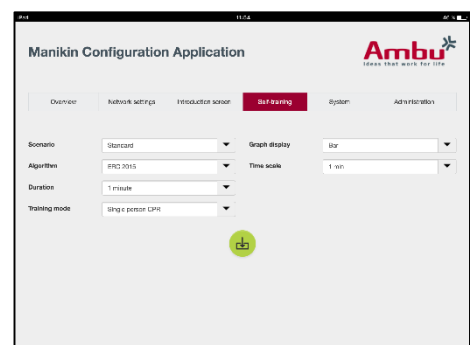 iPad 11:54
Manikin Configuration Application
Ambu
Ideas that work for life
Overview Network settings Introduction screen Self-training System Administration
Scenario Standard Graph display Bar
Algorithm ERC 2015 Time scale 1 min
Duration 1 minute
Training mode Single person CPR